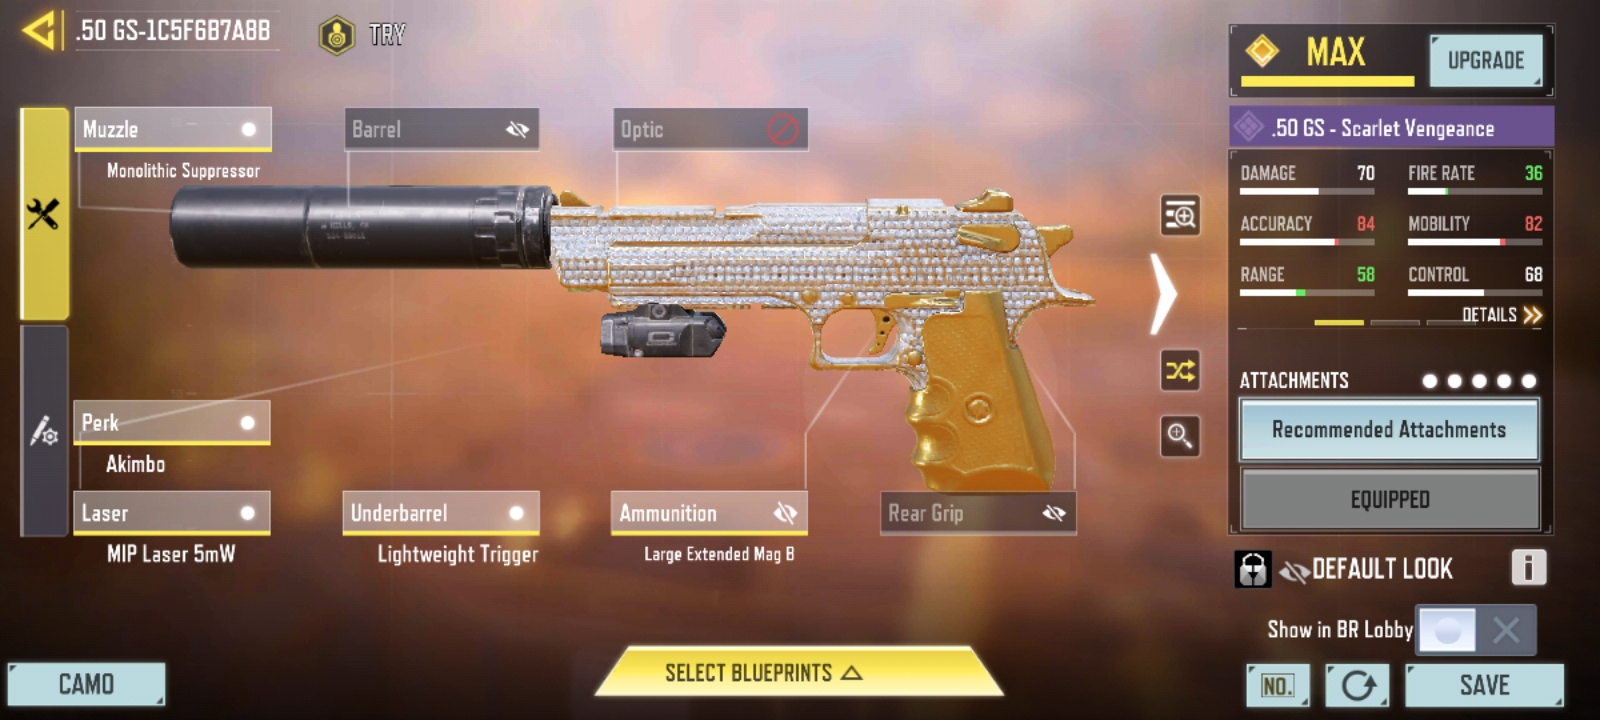 .50 GS-1C5F6B7A8B
TRY
MAX
UPGRADE
Muzzle
Barrel
Optic
.50 GS - Scarlet Vengeance
Monolithic Suppressor
DAMAGE 70 FIRE RATE 36
ACCURACY 84 MOBILITY 82
RANGE 58 CONTROL 68
DETAILS
ATTACHMENTS
Recommended Attachments
Perk
Akimbo
EQUIPPED
Laser
Underbarrel
Ammunition
Rear Grip
MIP Laser 5mW
Lightweight Trigger
Large Extended Mag B
DEFAULT LOOK
i
Show in BR Lobby
SELECT BLUEPRINTS
CAMO
NO.
SAVE